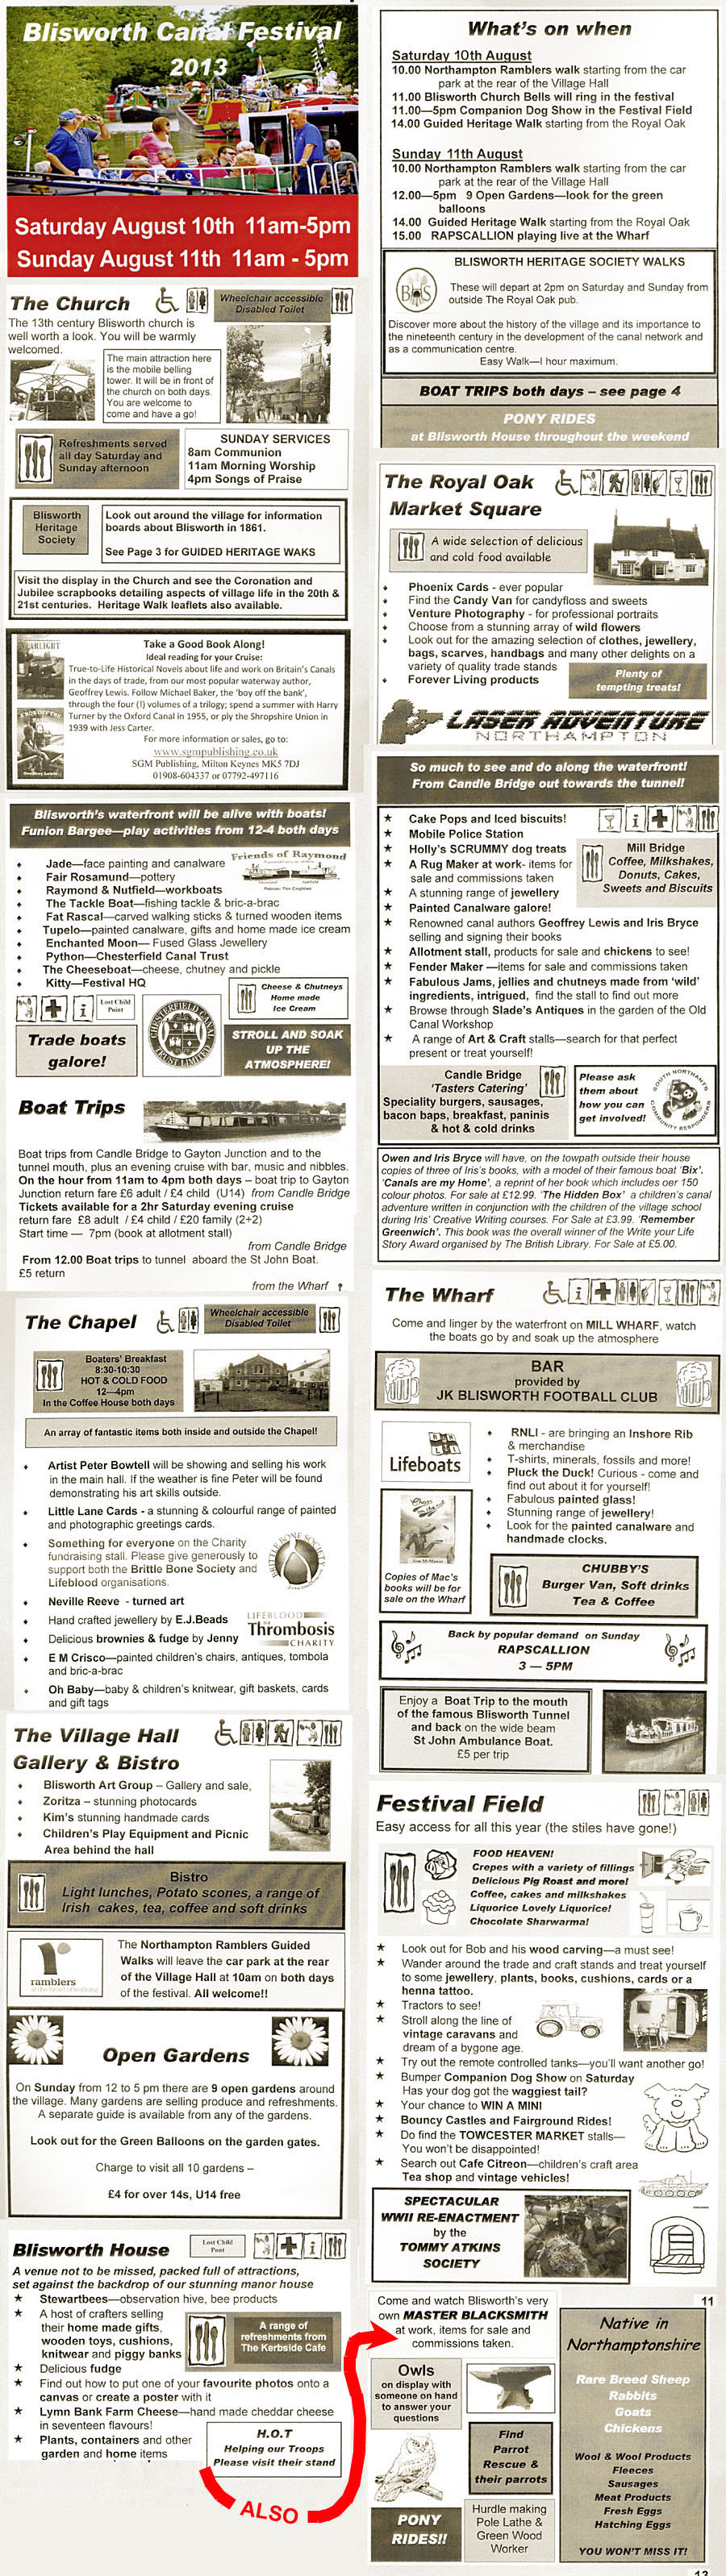 Blisworth Canal Festival
2013
Saturday August 10th 11am-5pm
Sunday August 11th 11am - 5pm
The Church
Wheelchair accessible
Disabled Toilet
The 13th century Blisworth church is
well worth a look. You will be warmly
welcomed.
The main attraction here
is the mobile belling
tower. It will be in front of
the church on both days.
You are welcome to
come and have a go!
Refreshments served
all day Saturday and
Sunday afternoon
SUNDAY SERVICES
8am Communion
11am Morning Worship
4pm Songs of Praise
Blisworth
Heritage
Society
Look out around the village for information
boards about Blisworth in 1861.
See Page 3 for GUIDED HERITAGE WAKS
Visit the display in the Church and see the Coronation and
Jubilee scrapbooks detailing aspects of village life in the 20th &
21st centuries. Heritage Walk leaflets also available.
Take a Good Book Along!
Ideal reading for your Cruise:
True-to-Life Historical Novels about life and work on Britain's Canals
in the days of trade, from our most popular waterway author,
Geoffrey Lewis. Follow Michael Baker, the 'boy off the bank',
through the four (!) volumes of a trilogy; spend a summer with Harry
Turner by the Oxford Canal in 1955, or ply the Shropshire Union in
1939 with Jess Carter.
For more information or sales, go to:
www.sgmpublishing.co.uk
SGM Publishing, Milton Keynes MK5 7DJ
01908-604337 or 07792-497116
Blisworth's waterfront will be alive with boats!
Funion Bargee—play activities from 12-4 both days
Jade—face painting and canalware
Fair Rosamund—pottery
Raymond & Nutfield—workboats
The Tackle Boat—fishing tackle & bric-a-brac
Fat Rascal—carved walking sticks & turned wooden items
Tupelo—painted canalware, gifts and home made ice cream
Enchanted Moon— Fused Glass Jewellery
Python—Chesterfield Canal Trust
The Cheeseboat—cheese, chutney and pickle
Kitty—Festival HQ
Friends of Raymond
Lost Child
Point
Cheese & Chutneys
Home made
Ice Cream
Trade boats
galore!
CHESTERFIELD CANAL
TRUST LIMITED
STROLL AND SOAK
UP THE
ATMOSPHERE!
Boat Trips
Boat trips from Candle Bridge to Gayton Junction and to the
tunnel mouth, plus an evening cruise with bar, music and nibbles.
On the hour from 11am to 4pm both days – boat trip to Gayton
Junction return fare £6 adult / £4 child (U14) from Candle Bridge
Tickets available for a 2hr Saturday evening cruise
return fare £8 adult / £4 child / £20 family (2+2)
Start time — 7pm (book at allotment stall)
from Candle Bridge
From 12.00 Boat trips to tunnel aboard the St John Boat.
£5 return
from the Wharf
The Chapel
Wheelchair accessible
Disabled Toilet
Boaters' Breakfast
8:30-10:30
HOT & COLD FOOD
12—4pm
In the Coffee House both days
An array of fantastic items both inside and outside the Chapel!
Artist Peter Bowtell will be showing and selling his work
in the main hall. If the weather is fine Peter will be found
demonstrating his art skills outside.
Little Lane Cards - a stunning & colourful range of painted
and photographic greetings cards.
Something for everyone on the Charity
fundraising stall. Please give generously to
support both the Brittle Bone Society and
Lifeblood organisations.
BRITTLE BONE SOCIETY
Neville Reeve - turned art
Hand crafted jewellery by E.J.Beads
Delicious brownies & fudge by Jenny
LIFEBLOOD
Thrombosis
CHARITY
E M Crisco—painted children's chairs, antiques, tombola
and bric-a-brac
Oh Baby—baby & children's knitwear, gift baskets, cards
and gift tags
The Village Hall
Gallery & Bistro
Blisworth Art Group – Gallery and sale,
Zoritza – stunning photocards
Kim's stunning handmade cards
Children's Play Equipment and Picnic
Area behind the hall
Bistro
Light lunches, Potato scones, a range of
Irish cakes, tea, coffee and soft drinks
ramblers
The Northampton Ramblers Guided
Walks will leave the car park at the rear
of the Village Hall at 10am on both days
of the festival. All welcome!!
Open Gardens
On Sunday from 12 to 5 pm there are 9 open gardens around
the village. Many gardens are selling produce and refreshments.
A separate guide is available from any of the gardens.
Look out for the Green Balloons on the garden gates.
Charge to visit all 10 gardens –
£4 for over 14s, U14 free
Blisworth House
Lost Child
Pont
A venue not to be missed, packed full of attractions,
set against the backdrop of our stunning manor house
Stewartbees—observation hive, bee products
A host of crafters selling
their home made gifts,
wooden toys, cushions,
knitwear and piggy banks
A range of
refreshments from
The Kerbside Cafe
Delicious fudge
Find out how to put one of your favourite photos onto a
canvas or create a poster with it
Lymn Bank Farm Cheese—hand made cheddar cheese
in seventeen flavours!
Plants, containers and other
garden and home items
H.O.T
Helping our Troops
Please visit their stand
ALSO
What's on when
Saturday 10th August
10.00 Northampton Ramblers walk starting from the car
park at the rear of the Village Hall
11.00 Blisworth Church Bells will ring in the festival
11.00—5pm Companion Dog Show in the Festival Field
14.00 Guided Heritage Walk starting from the Royal Oak
Sunday 11th August
10.00 Northampton Ramblers walk starting from the car
park at the rear of the Village Hall
12.00—5pm 9 Open Gardens—look for the green
balloons
14.00 Guided Heritage Walk starting from the Royal Oak
15.00 RAPSCALLION playing live at the Wharf
BLISWORTH HERITAGE SOCIETY WALKS
BHS
These will depart at 2pm on Saturday and Sunday from
outside The Royal Oak pub.
Discover more about the history of the village and its importance to
the nineteenth century in the development of the canal network and
as a communication centre.
Easy Walk—I hour maximum.
BOAT TRIPS both days – see page 4
PONY RIDES
at Blisworth House throughout the weekend
The Royal Oak
Market Square
A wide selection of delicious
and cold food available
Phoenix Cards - ever popular
Find the Candy Van for candyfloss and sweets
Venture Photography - for professional portraits
Choose from a stunning array of wild flowers
Look out for the amazing selection of clothes, jewellery,
bags, scarves, handbags and many other delights on a
variety of quality trade stands
Forever Living products
Plenty of
tempting treats!
LASER ADVENTURE
NORTHAMPTON
So much to see and do along the waterfront!
From Candle Bridge out towards the tunnel!
Cake Pops and Iced biscuits!
Mobile Police Station
Holly's SCRUMMY dog treats
A Rug Maker at work- items for
sale and commissions taken
A stunning range of jewellery
Mill Bridge
Coffee, Milkshakes,
Donuts, Cakes,
Sweets and Biscuits
Painted Canalware galore!
Renowned canal authors Geoffrey Lewis and Iris Bryce
selling and signing their books
Allotment stall, products for sale and chickens to see!
Fender Maker —items for sale and commissions taken
Fabulous Jams, jellies and chutneys made from 'wild'
ingredients, intrigued, find the stall to find out more
Browse through Slade's Antiques in the garden of the Old
Canal Workshop
A range of Art & Craft stalls—search for that perfect
present or treat yourself!
Candle Bridge
'Tasters Catering'
Speciality burgers, sausages,
bacon baps, breakfast, paninis
& hot & cold drinks
Please ask
them about
how you can
get involved!
SOUTH NORTHANTS
COMMUNITY RESPONDERS
Owen and Iris Bryce will have, on the towpath outside their house
copies of three of Iris's books, with a model of their famous boat 'Bix'.
'Canals are my Home', a reprint of her book which includes oer 150
colour photos. For sale at £12.99. 'The Hidden Box' a children's canal
adventure written in conjunction with the children of the village school
during Iris' Creative Writing courses. For Sale at £3.99. 'Remember
Greenwich'. This book was the overall winner of the Write your Life
Story Award organised by The British Library. For Sale at £5.00.
The Wharf
Come and linger by the waterfront on MILL WHARF, watch
the boats go by and soak up the atmosphere
BAR
provided by
JK BLISWORTH FOOTBALL CLUB
Lifeboats
RNLI - are bringing an Inshore Rib
& merchandise
T-shirts, minerals, fossils and more!
Pluck the Duck! Curious - come and
find out about it for yourself!
Fabulous painted glass!
Stunning range of jewellery!
Look for the painted canalware and
handmade clocks.
Copies of Mac's
books will be for
sale on the Wharf
CHUBBY'S
Burger Van, Soft drinks
Tea & Coffee
Back by popular demand on Sunday
RAPSCALLION
3 — 5PM
Enjoy a Boat Trip to the mouth
of the famous Blisworth Tunnel
and back on the wide beam
St John Ambulance Boat.
£5 per trip
Festival Field
Easy access for all this year (the stiles have gone!)
FOOD HEAVEN!
Crepes with a variety of fillings
Delicious Pig Roast and more!
Coffee, cakes and milkshakes
Liquorice Lovely Liquorice!
Chocolate Sharwarma!
Look out for Bob and his wood carving—a must see!
Wander around the trade and craft stands and treat yourself
to some jewellery, plants, books, cushions, cards or a
henna tattoo.
Tractors to see!
Stroll along the line of
vintage caravans and
dream of a bygone age.
Try out the remote controlled tanks—you'll want another go!
Bumper Companion Dog Show on Saturday
Has your dog got the waggiest tail?
Your chance to WIN A MINI
Bouncy Castles and Fairground Rides!
Do find the TOWCESTER MARKET stalls—
You won't be disappointed!
Search out Cafe Citreon—children's craft area
Tea shop and vintage vehicles!
SPECTACULAR
WWII RE-ENACTMENT
by the
TOMMY ATKINS
SOCIETY
11
Come and watch Blisworth's very
own MASTER BLACKSMITH
at work, items for sale and
commissions taken.
Owls
on display with
someone on hand
to answer your
questions
Find
Parrot
Rescue &
their parrots
PONY
RIDES!!
Hurdle making
Pole Lathe &
Green Wood
Worker
Native in
Northamptonshire
Rare Breed Sheep
Rabbits
Goats
Chickens
Wool & Wool Products
Fleeces
Sausages
Meat Products
Fresh Eggs
Hatching Eggs
YOU WON'T MISS IT!
13